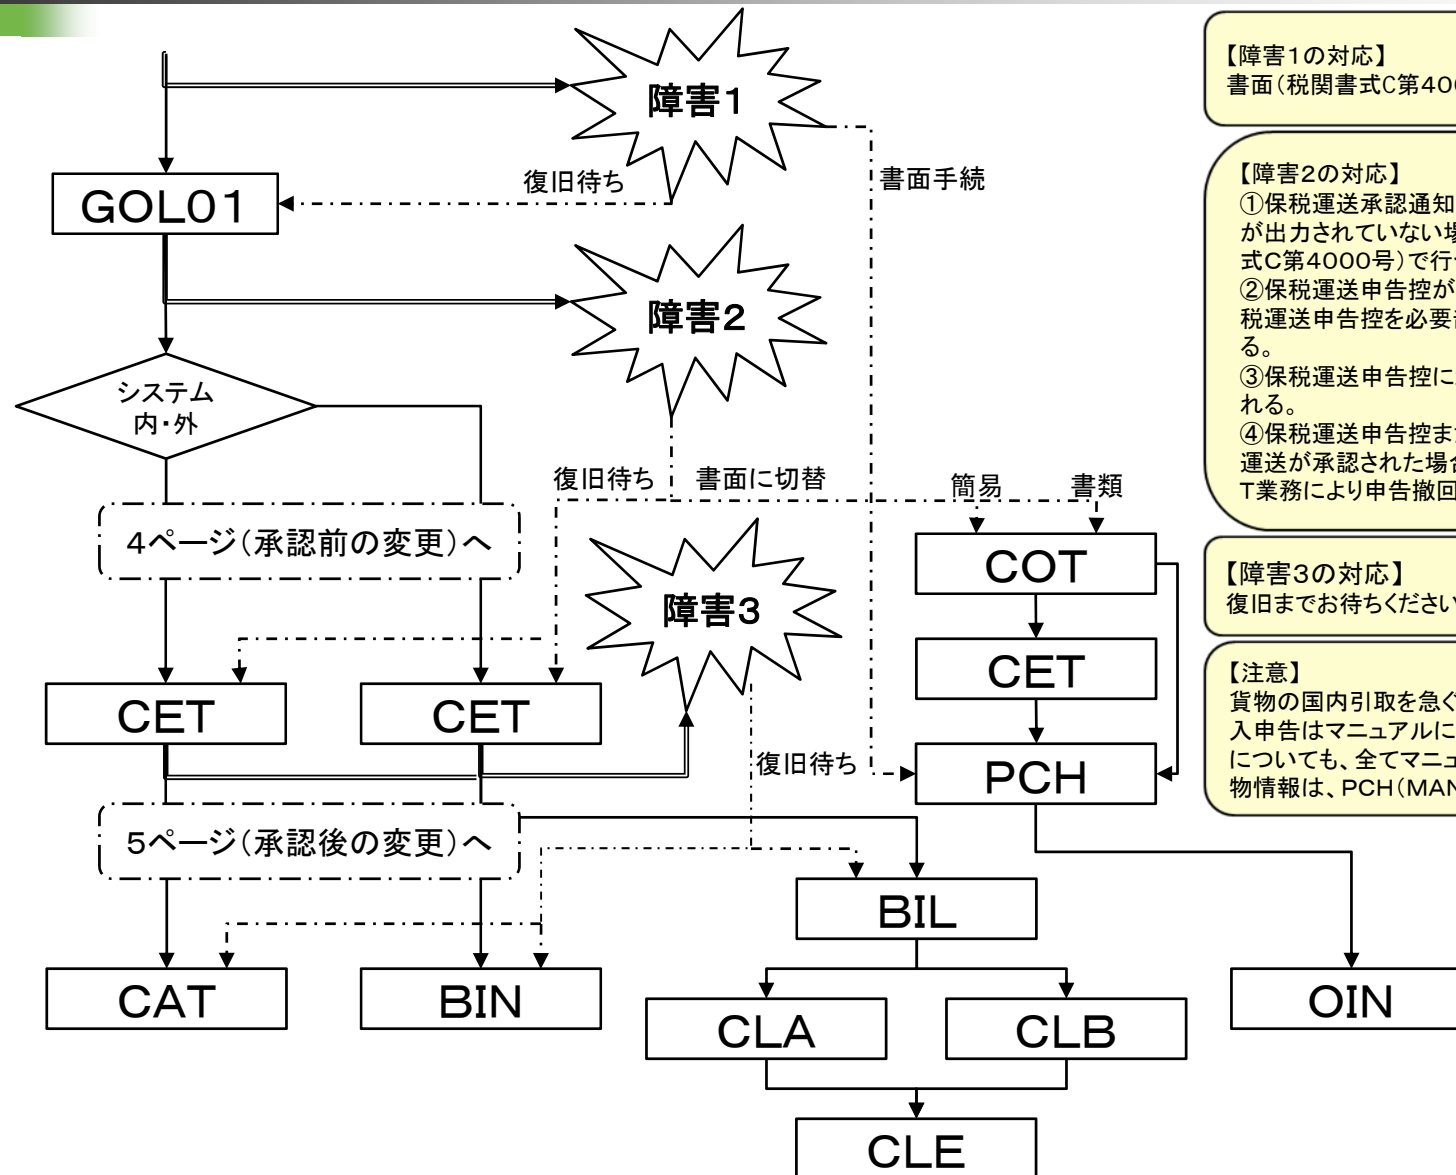 障害1
復旧待ち
書面手続
GOL01
障害2
システム
内・外
復旧待ち
書面に切替
簡易
書類
4ページ(承認前の変更)へ
障害3
COT
CET
CET
CET
復旧待ち
PCH
5ページ(承認後の変更)へ
BIL
CAT
BIN
CLA
CLB
OIN
CLE
【障害1の対応】
書面(税関書式C第400
【障害2の対応】
①保税運送承認通知
が出力されていない場
式C第4000号)で行
②保税運送申告控が
税運送申告控を必要
る。
③保税運送申告控に
れる。
④保税運送申告控ま
運送が承認された場合
T業務により申告撤回
【障害3の対応】
復旧までお待ちください
【注意】
貨物の国内引取を急ぐ
入申告はマニュアルに
についても、全てマニュ
物情報は、PCH(MAN